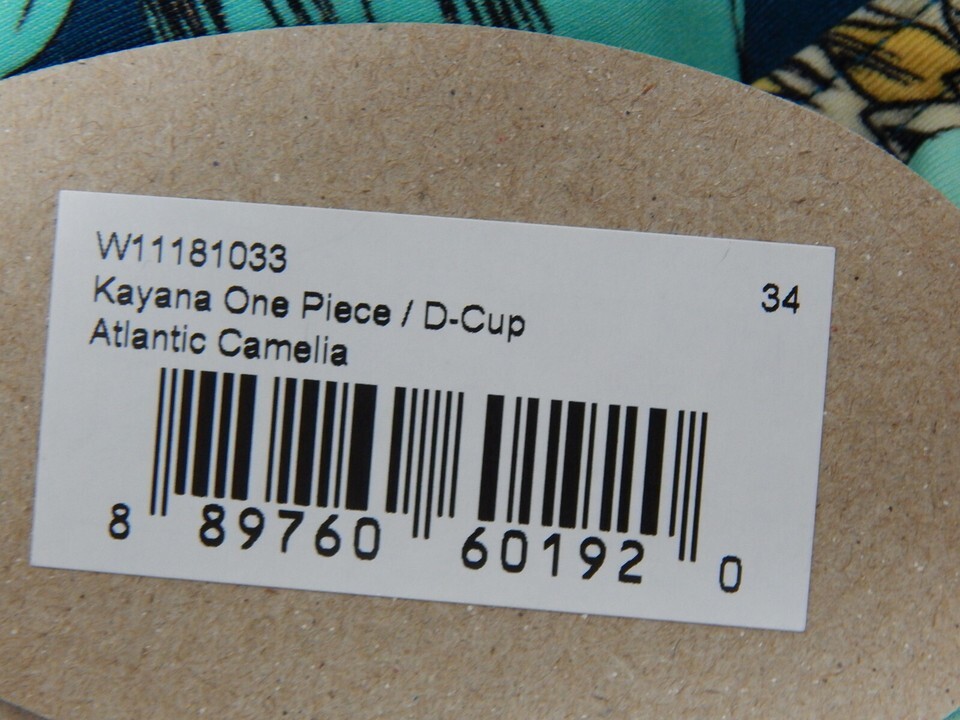 W11181033
34
Kayana One Piece / D-Cup
Atlantic Camelia
8 89760 60192 0